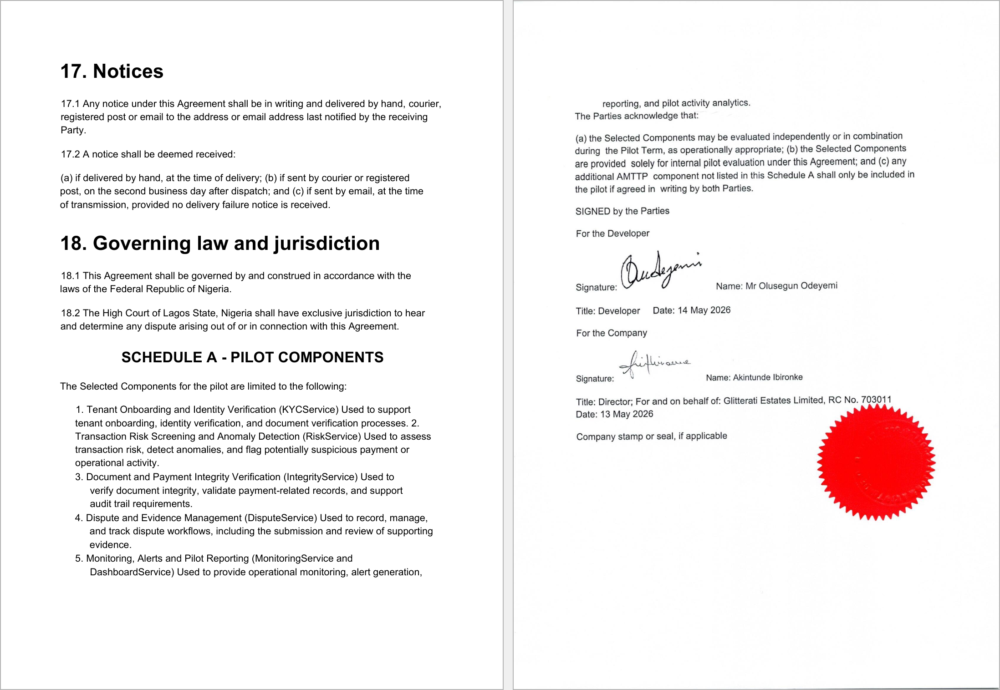 17. Notices
17.1 Any notice under this Agreement shall be in writing and delivered by hand, courier,
registered post or email to the address or email address last notified by the receiving
Party.
17.2 A notice shall be deemed received:
(a) if delivered by hand, at the time of delivery; (b) if sent by courier or registered
post, on the second business day after dispatch; and (c) if sent by email, at the time
of transmission, provided no delivery failure notice is received.
18. Governing law and jurisdiction
18.1 This Agreement shall be governed by and construed in accordance with the
laws of the Federal Republic of Nigeria.
18.2 The High Court of Lagos State, Nigeria shall have exclusive jurisdiction to hear
and determine any dispute arising out of or in connection with this Agreement.
SCHEDULE A - PILOT COMPONENTS
The Selected Components for the pilot are limited to the following:
1. Tenant Onboarding and Identity Verification (KYCService) Used to support
tenant onboarding, identity verification, and document verification processes. 2.
Transaction Risk Screening and Anomaly Detection (RiskService) Used to assess
transaction risk, detect anomalies, and flag potentially suspicious payment or
operational activity.
3. Document and Payment Integrity Verification (IntegrityService) Used to
verify document integrity, validate payment-related records, and support
audit trail requirements.
4. Dispute and Evidence Management (DisputeService) Used to record, manage,
and track dispute workflows, including the submission and review of supporting
evidence.
5. Monitoring, Alerts and Pilot Reporting (MonitoringService and
DashboardService) Used to provide operational monitoring, alert generation,
reporting, and pilot activity analytics.
The Parties acknowledge that:
(a) the Selected Components may be evaluated independently or in combination
during the Pilot Term, as operationally appropriate; (b) the Selected Components
are provided solely for internal pilot evaluation under this Agreement; and (c) any
additional AMTTP component not listed in this Schedule A shall only be included in
the pilot if agreed in writing by both Parties.
SIGNED by the Parties
For the Developer
Signature: Name: Mr Olusegun Odeyemi
Title: Developer Date: 14 May 2026
For the Company
Signature: Name: Akintunde Ibironke
Title: Director; For and on behalf of: Glitterati Estates Limited, RC No. 703011
Date: 13 May 2026
Company stamp or seal, if applicable